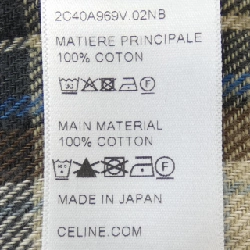 2C40A969V.02NB
MATIERE PRINCIPALE
100% COTON
MAIN MATERIAL
100% COTTON
MADE IN JAPAN
CELINE.COM